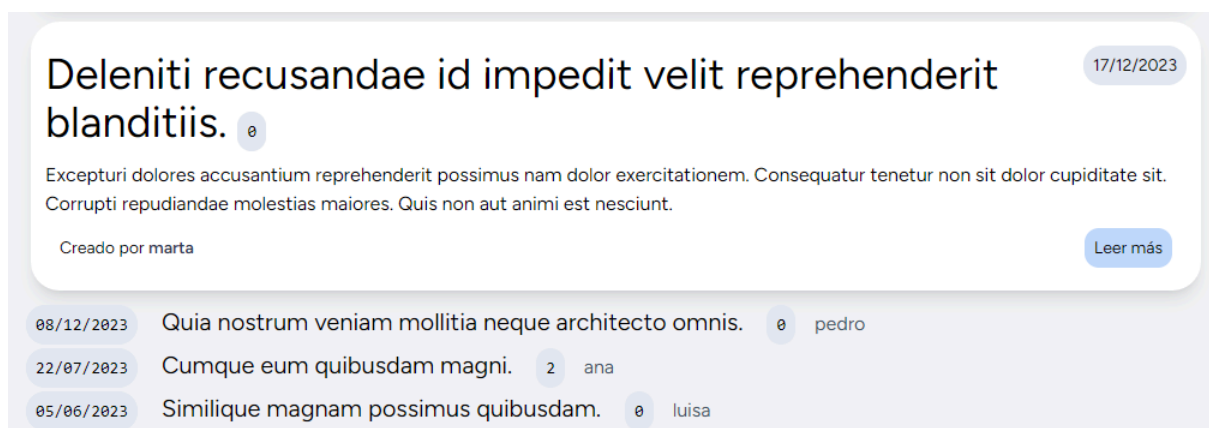 Deleniti recusandae id impedit velit reprehenderit
17/12/2023
blanditiis. 0
Excepturi dolores accusantium reprehenderit possimus nam dolor exercitationem. Consequatur tenetur non sit dolor cupiditate sit.
Corrupti repudiandae molestias maiores. Quis non aut animi est nesciunt.
Creado por marta
Leer más
08/12/2023 Quia nostrum veniam mollitia neque architecto omnis. 0 pedro
22/07/2023 Cumque eum quibusdam magni. 2 ana
05/06/2023 Similique magnam possimus quibusdam. 0 luisa